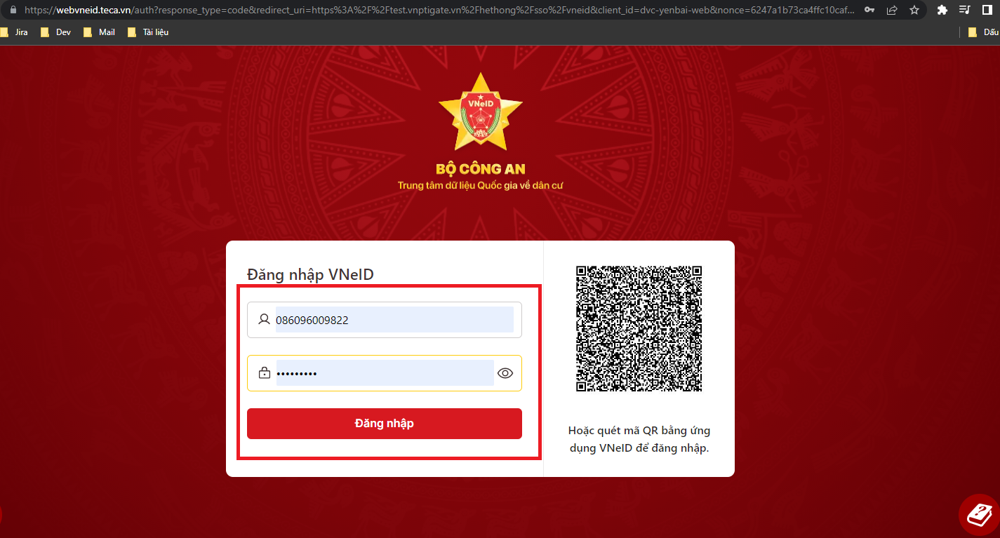 https://webvneid.teca.vn/auth?response_type=code&redirect_uri=https%3A%2F%2Ftest.vnptigate.vn%2Fhethong%2Fsso%2Fvneid&client_id=dvc-yenbai-web&nonce=6247a1b73ca4ffc10caf...
Jira Dev Mail Tài liệu Dấu
VNeID
BỘ CÔNG AN
Trung tâm dữ liệu Quốc gia về dân cư
Đăng nhập VNeID
086096009822
•••••••••
Đăng nhập
Hoặc quét mã QR bằng ứng
dụng VNeID để đăng nhập.
?